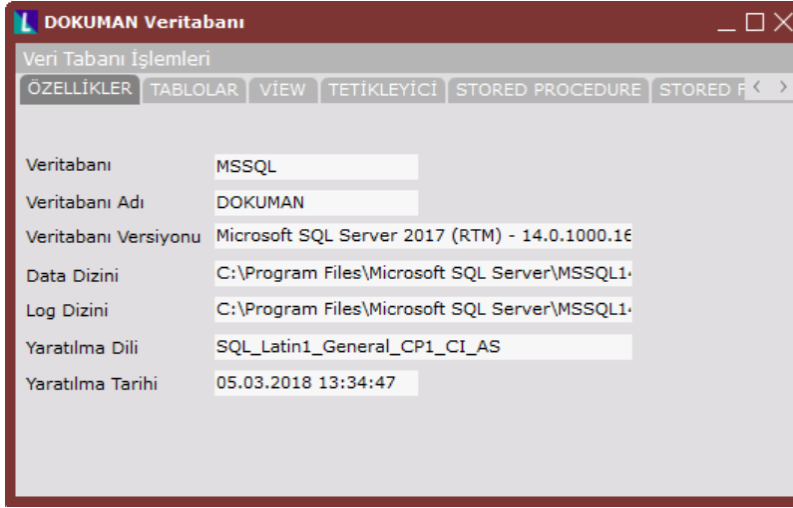 DOKUMAN Veritabanı
Veri Tabanı İşlemleri
ÖZELLİKLER TABLOLAR VİEW TETİKLEYİCİ STORED PROCEDURE STORED F
Veritabanı MSSQL
Veritabanı Adı DOKUMAN
Veritabanı Versiyonu Microsoft SQL Server 2017 (RTM) - 14.0.1000.16
Data Dizini C:\Program Files\Microsoft SQL Server\MSSQL14
Log Dizini C:\Program Files\Microsoft SQL Server\MSSQL14
Yaratılma Dili SQL_Latin1_General_CP1_CI_AS
Yaratılma Tarihi 05.03.2018 13:34:47